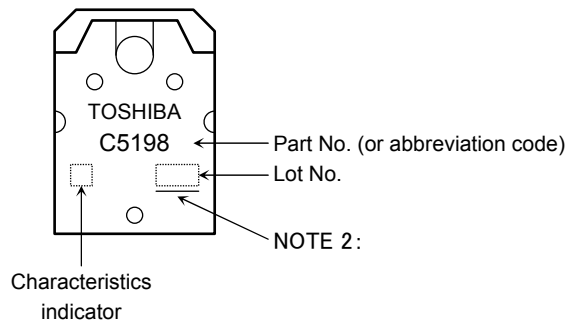 TOSHIBA
C5198
Part No. (or abbreviation code)
Lot No.
NOTE 2:
Characteristics
indicator